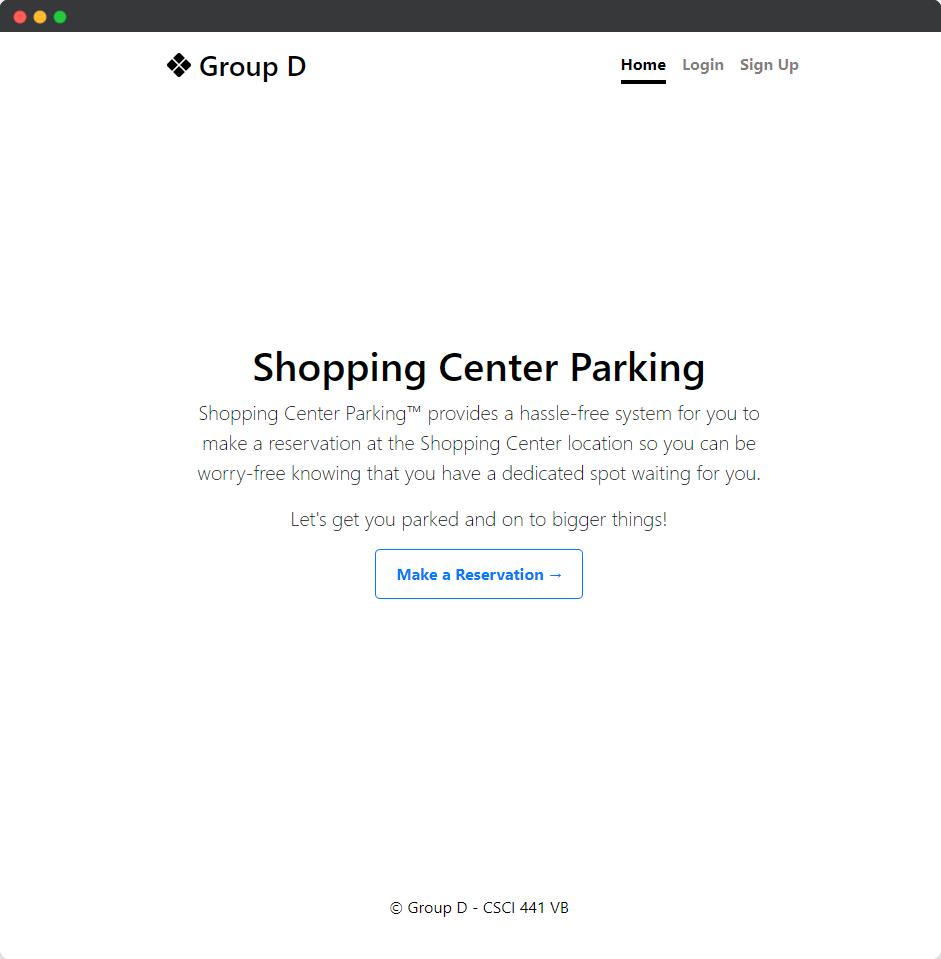 ❖ Group D
Home Login Sign Up
Shopping Center Parking
Shopping Center Parking™ provides a hassle-free system for you to
make a reservation at the Shopping Center location so you can be
worry-free knowing that you have a dedicated spot waiting for you.
Let's get you parked and on to bigger things!
Make a Reservation →
© Group D - CSCI 441 VB